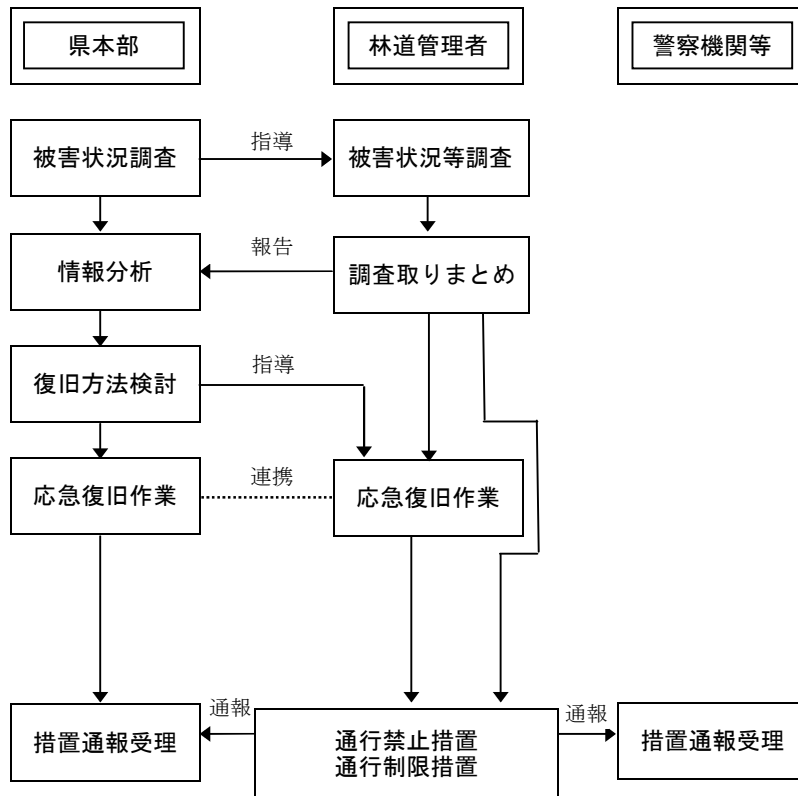 県本部
林道管理者
警察機関等
被害状況調査
指導
被害状況等調査
情報分析
報告
調査取りまとめ
復旧方法検討
指導
応急復旧作業
連携
応急復旧作業
措置通報受理
通報
通行禁止措置
通行制限措置
通報
措置通報受理